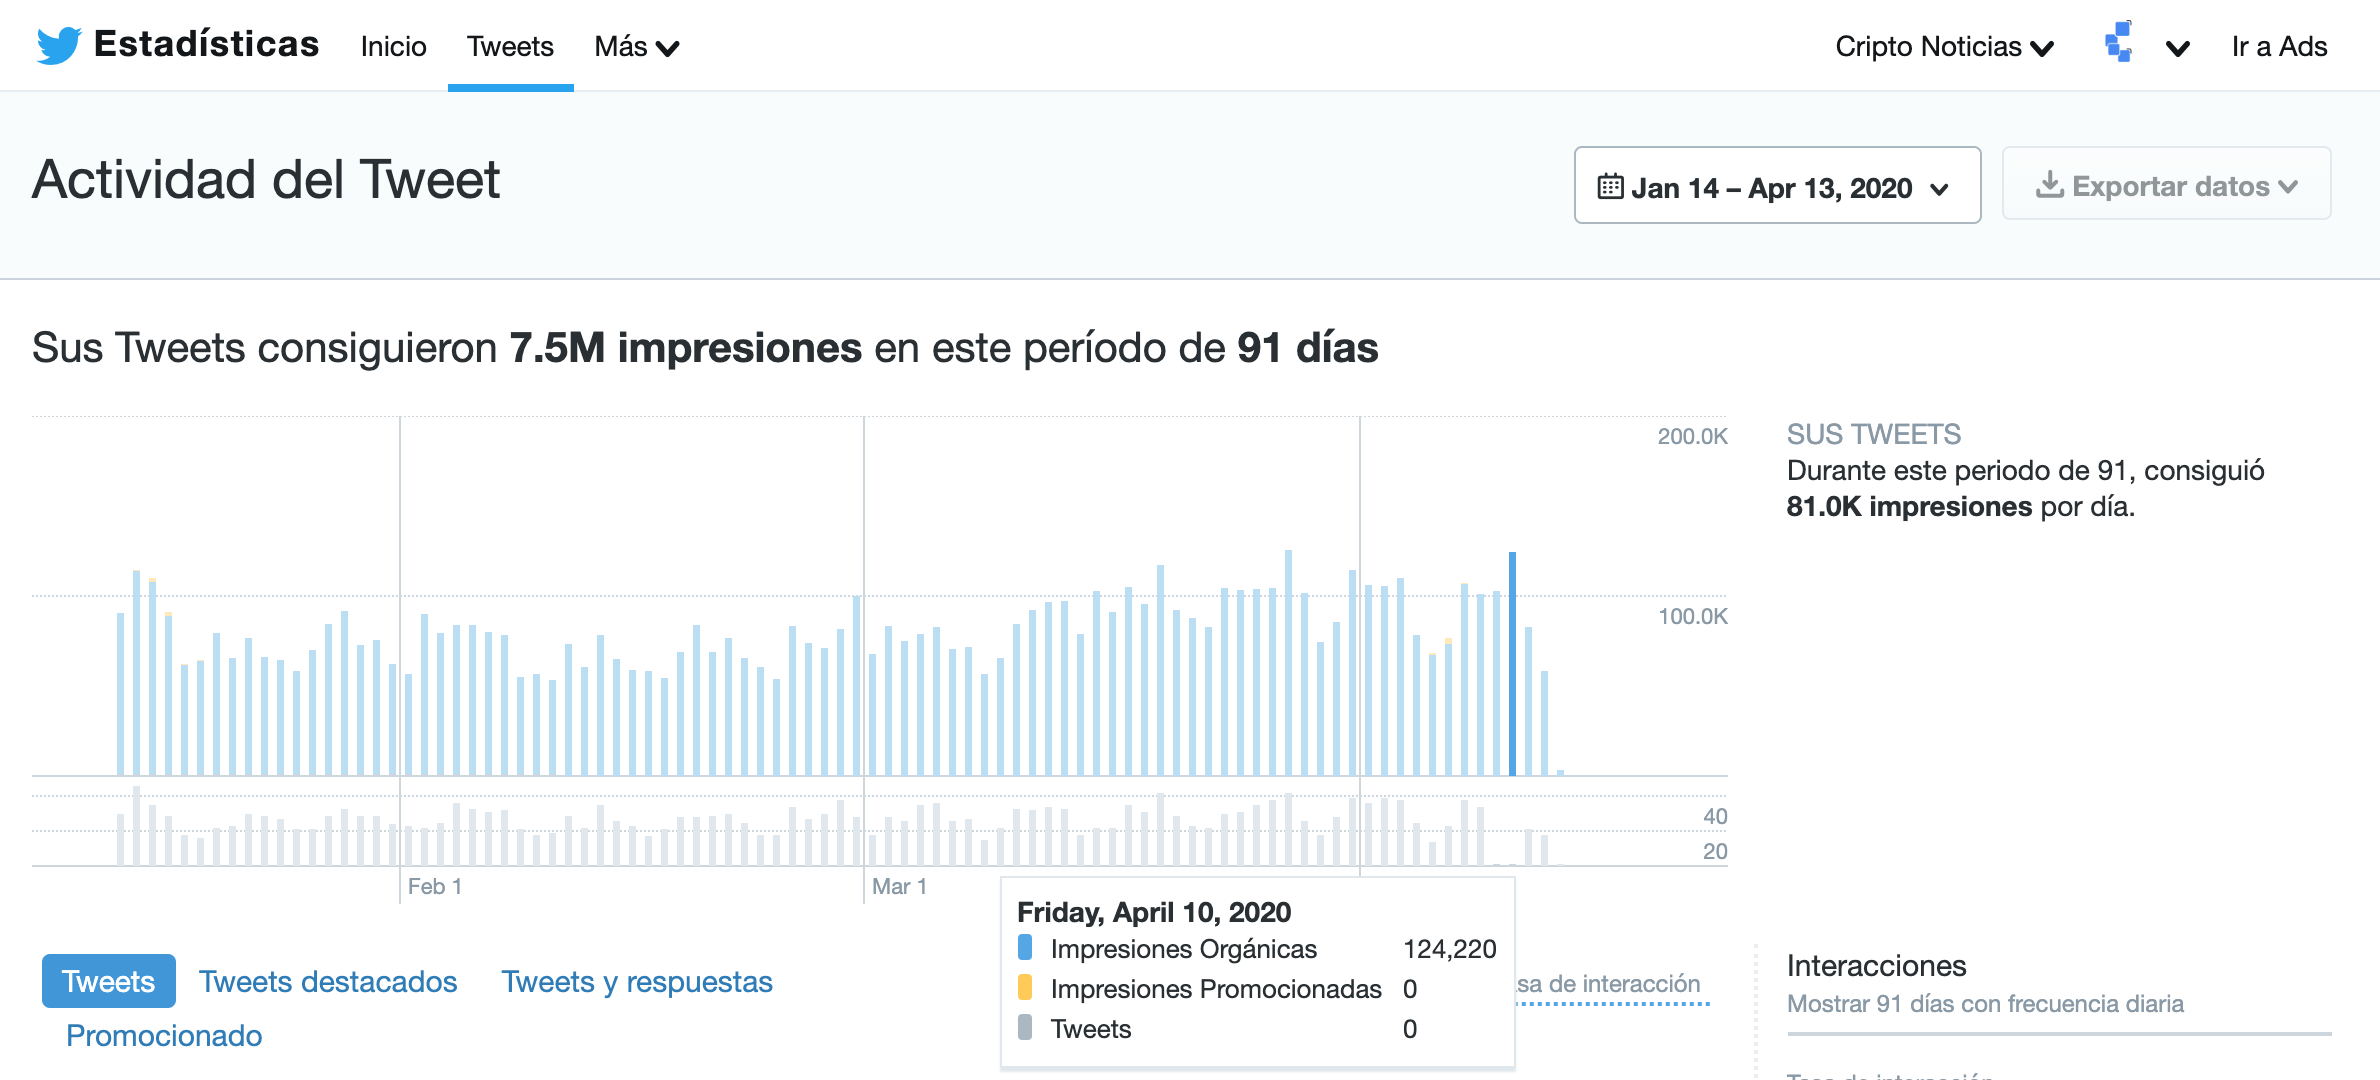 Estadísticas Inicio Tweets Más Cripto Noticias Ir a Ads
Actividad del Tweet
Jan 14 – Apr 13, 2020 Exportar datos
Sus Tweets consiguieron 7.5M impresiones en este período de 91 días
200.0K
100.0K
40
20
Feb 1
Mar 1
SUS TWEETS
Durante este periodo de 91, consiguió
81.0K impresiones por día.
Friday, April 10, 2020
Impresiones Orgánicas 124,220
Impresiones Promocionadas 0
Tweets 0
Tweets Tweets destacados Tweets y respuestas
Promocionado
de interacción
Interacciones
Mostrar 91 días con frecuencia diaria